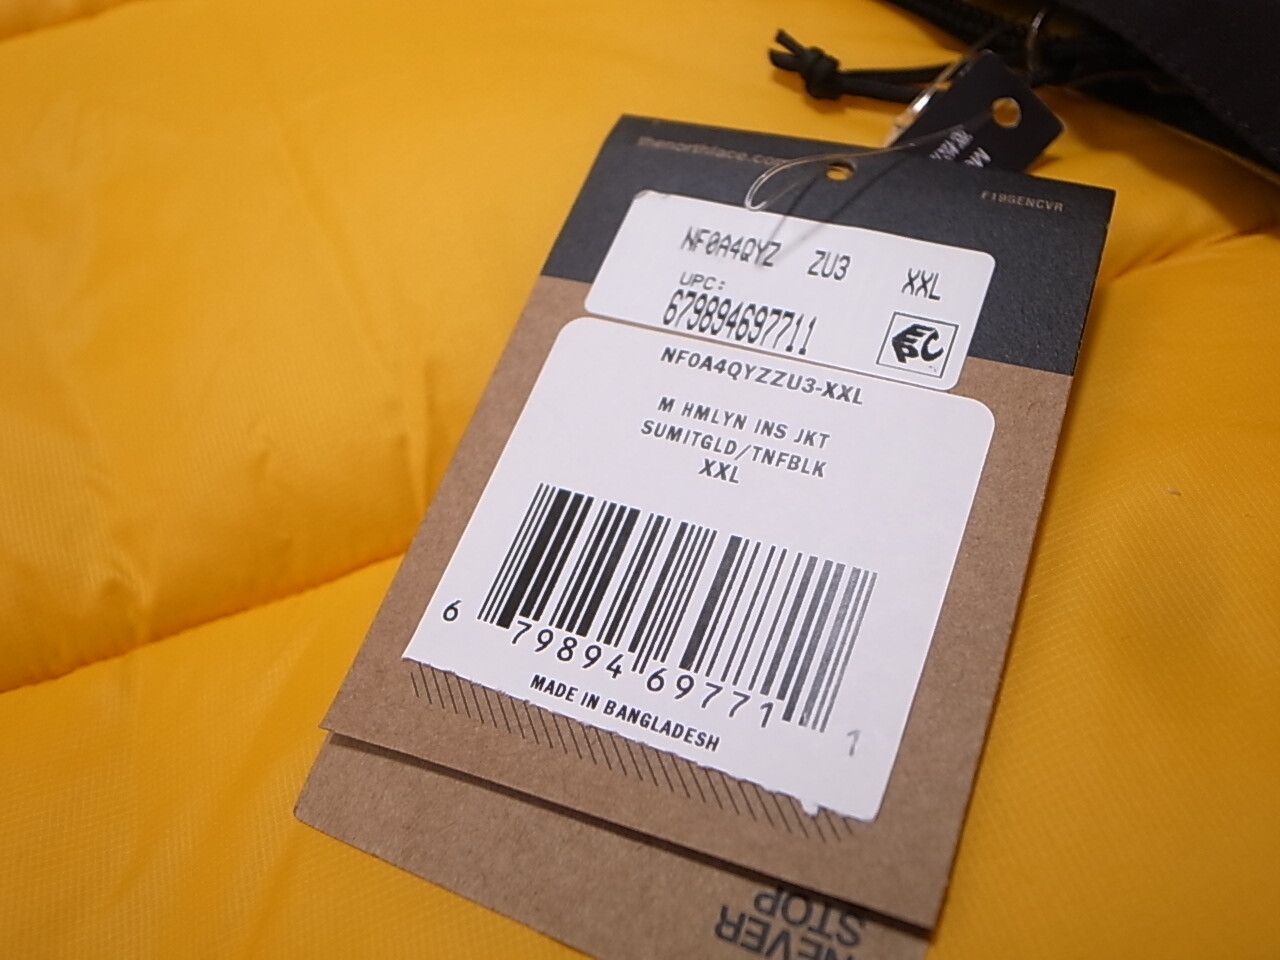 thenorthface.com
F19GENCVR
NF0A4QYZ ZU3 XXL
UPC:
679894697711
NF0A4QYZZU3-XXL
M HMLYN INS JKT
SUMITGLD/TNFBLK
XXL
6 79894 69771 1
MADE IN BANGLADESH
NEVER
STOP